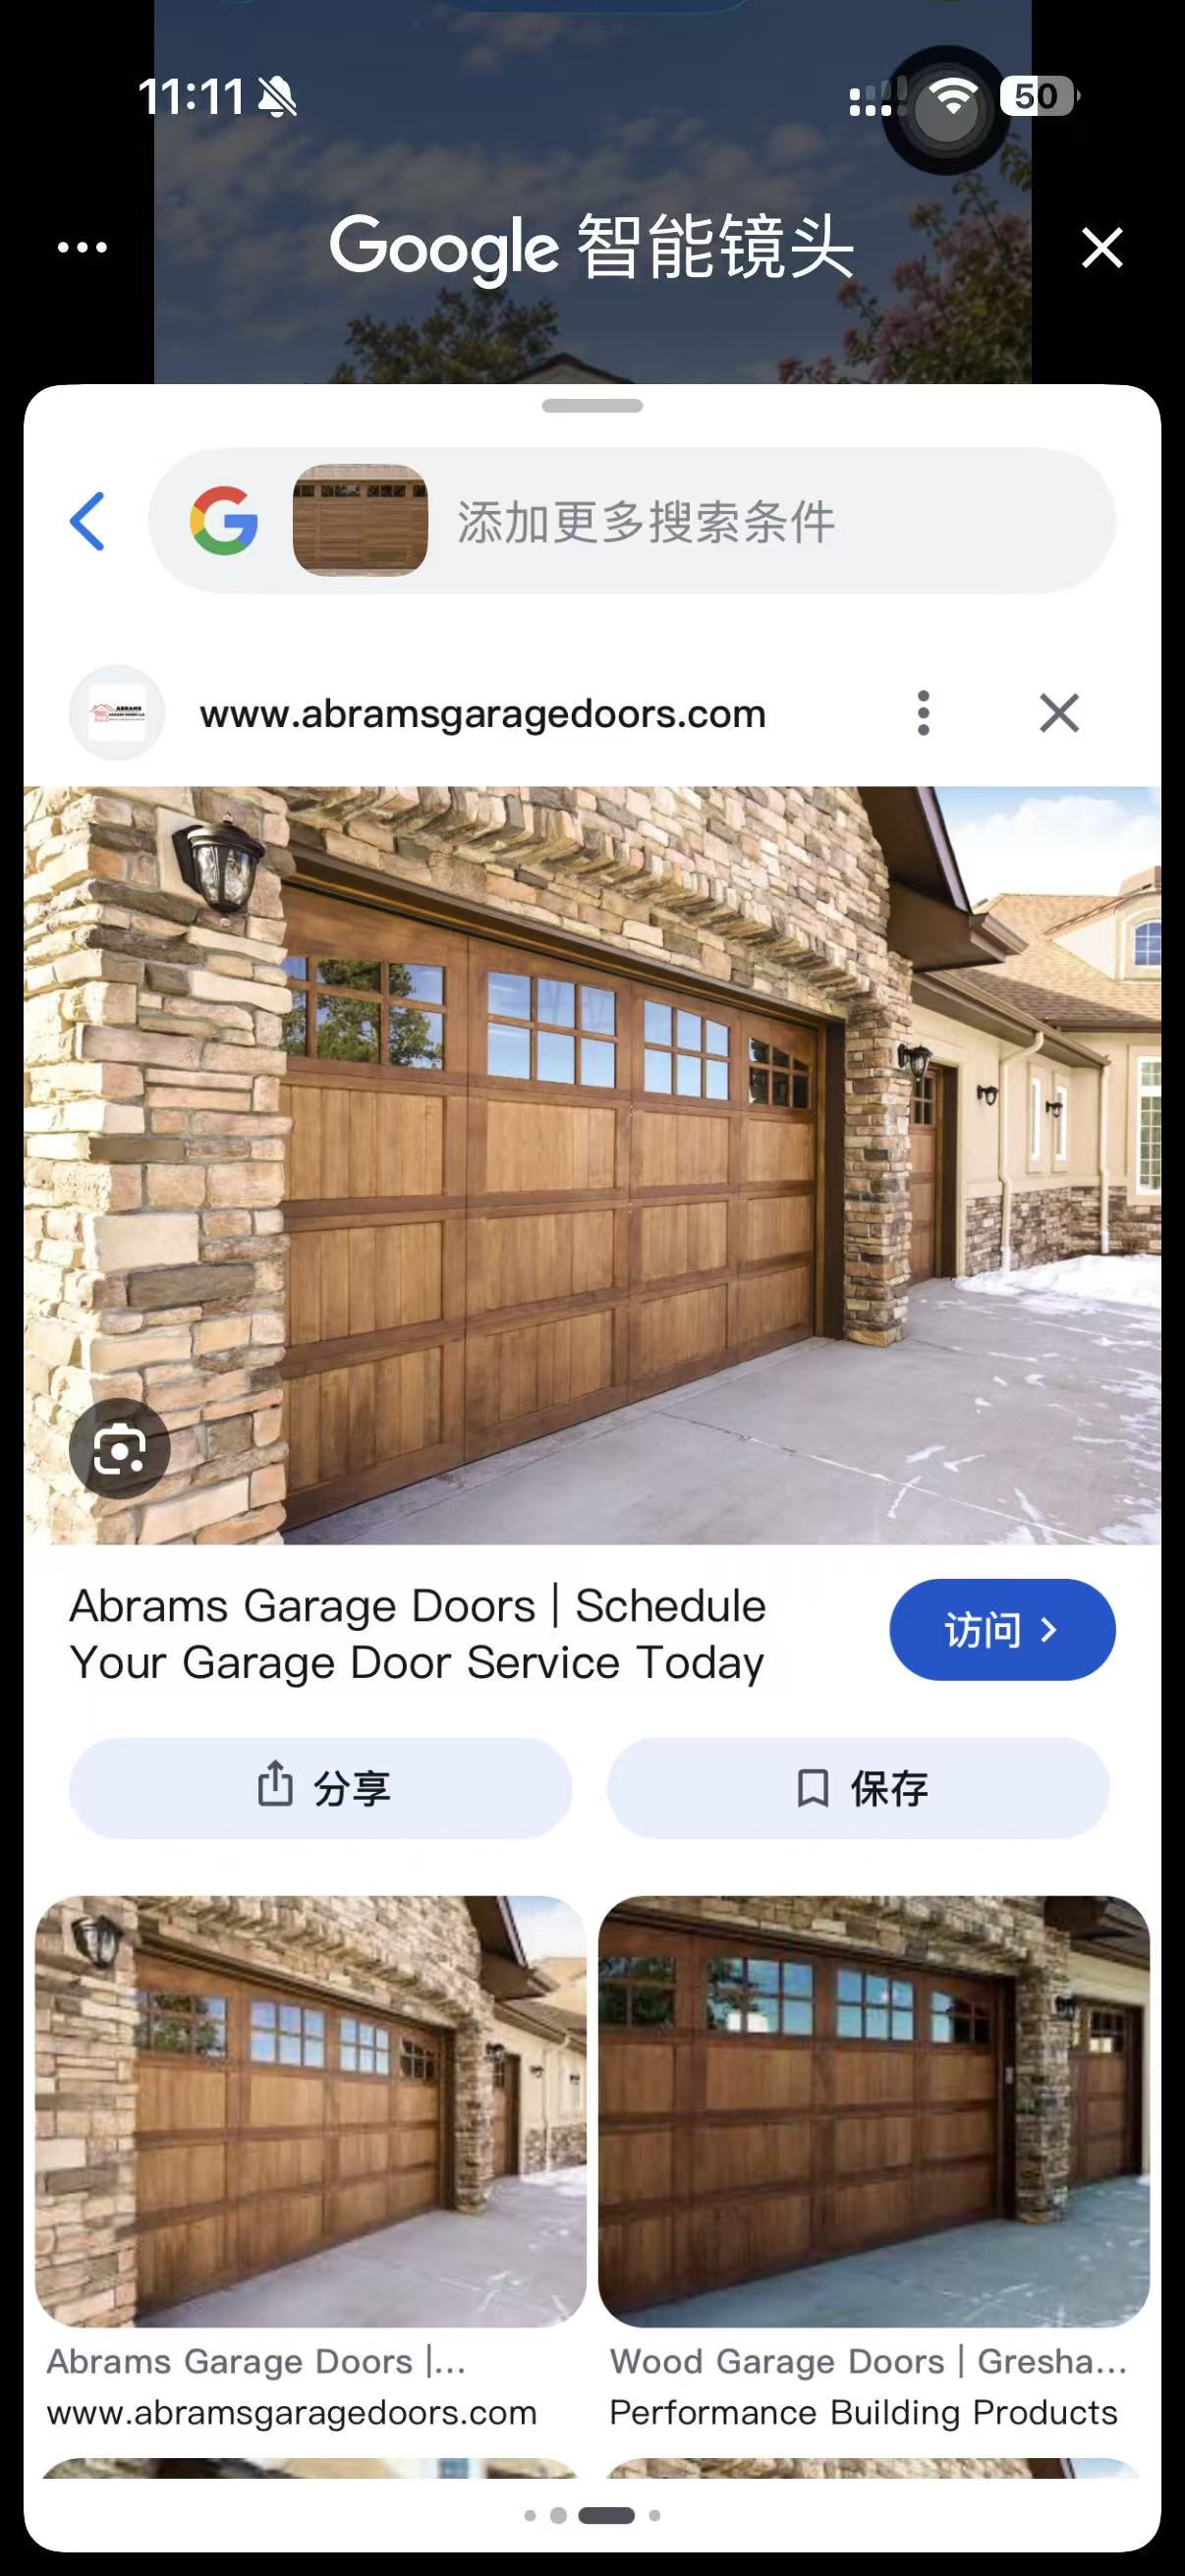 11:11
50
Google 智能镜头
添加更多搜索条件
ABRAMS
www.abramsgaragedoors.com
Abrams Garage Doors | Schedule
Your Garage Door Service Today
访问
分享
保存
Abrams Garage Doors |...
www.abramsgaragedoors.com
Wood Garage Doors | Gresha...
Performance Building Products